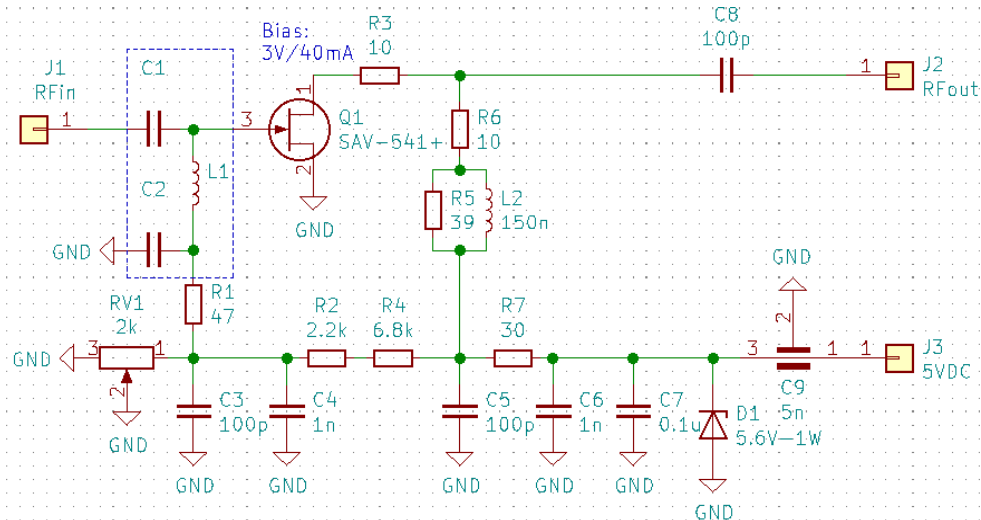 Bias:
3V/40mA
J1
RFin
1
C1
C2
L1
GND
3
1
2
Q1
SAV-541+
GND
R3
10
R6
10
R5
39
L2
150n
C8
100p
1
J2
RFout
RV1
2k
GND
3
1
2
GND
R1
47
R2
2.2k
R4
6.8k
R7
30
GND
2
3
1
1
J3
5VDC
C9
5n
C3
100p
GND
C4
1n
GND
C5
100p
GND
C6
1n
GND
C7
0.1u
GND
D1
5.6V-1W
GND